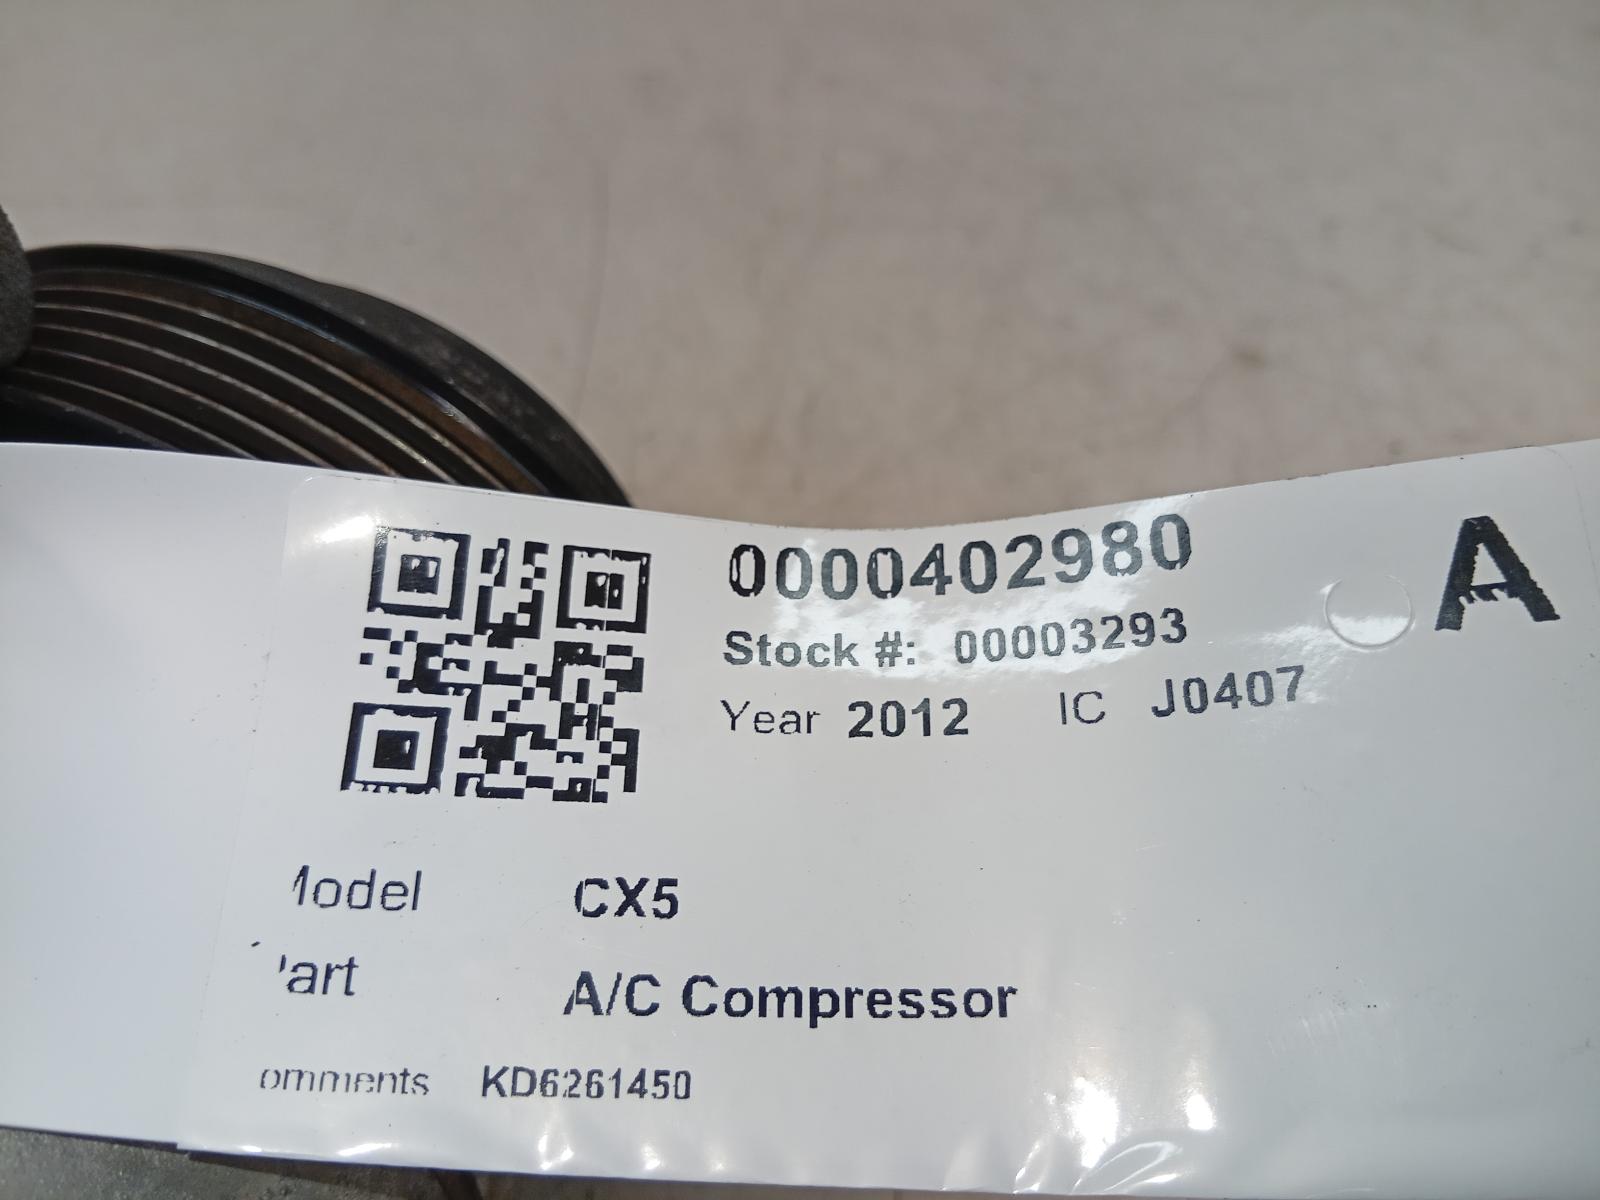 0000402980 A
Stock #: 00003293
Year 2012 IC J0407
Model CX5
Part A/C Compressor
omments KD6261450